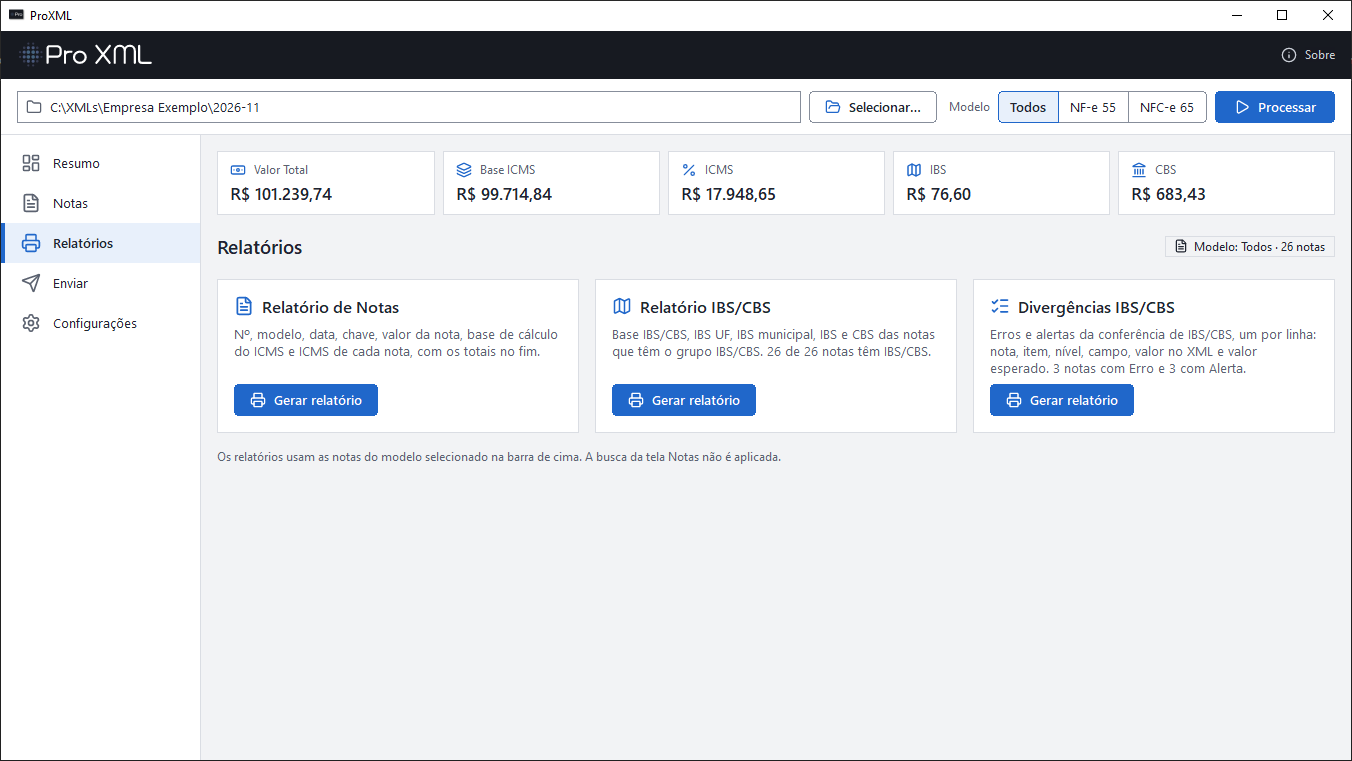 ProXML
Pro XML
Sobre
C:\XMLs\Empresa Exemplo\2026-11
Selecionar...
Modelo
Todos
NF-e 55
NFC-e 65
Processar
Resumo
Notas
Relatórios
Enviar
Configurações
Valor Total
R$ 101.239,74
Base ICMS
R$ 99.714,84
ICMS
R$ 17.948,65
IBS
R$ 76,60
CBS
R$ 683,43
Relatórios
Modelo: Todos · 26 notas
Relatório de Notas
Nº, modelo, data, chave, valor da nota, base de cálculo
do ICMS e ICMS de cada nota, com os totais no fim.
Gerar relatório
Relatório IBS/CBS
Base IBS/CBS, IBS UF, IBS municipal, IBS e CBS das notas
que têm o grupo IBS/CBS. 26 de 26 notas têm IBS/CBS.
Gerar relatório
Divergências IBS/CBS
Erros e alertas da conferência de IBS/CBS, um por linha:
nota, item, nível, campo, valor no XML e valor
esperado. 3 notas com Erro e 3 com Alerta.
Gerar relatório
Os relatórios usam as notas do modelo selecionado na barra de cima. A busca da tela Notas não é aplicada.